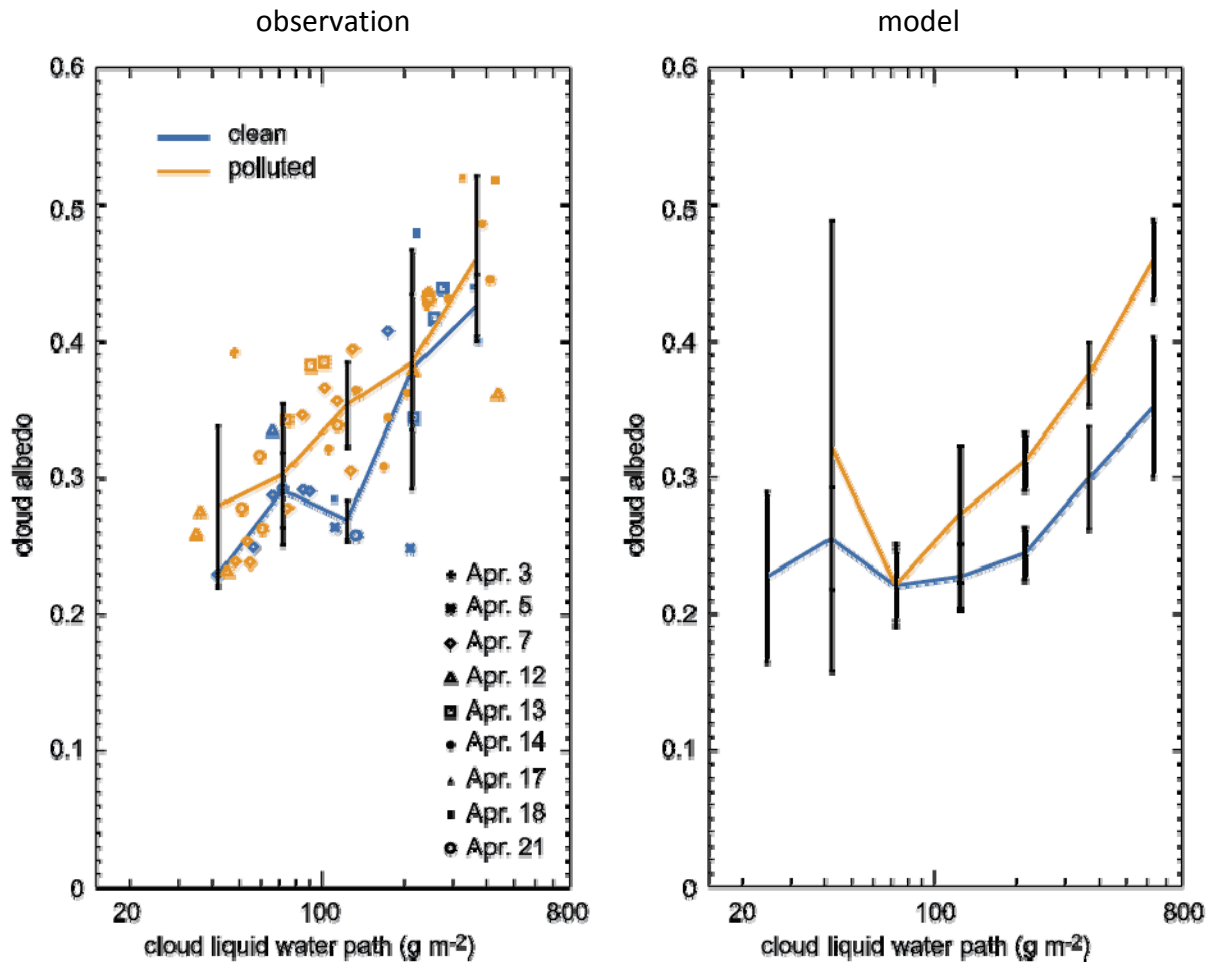 observation
model
0.6
0.5
0.4
0.3
0.2
0.1
0
clean
polluted
Apr. 3
Apr. 5
Apr. 7
Apr. 12
Apr. 13
Apr. 14
Apr. 17
Apr. 18
Apr. 21
cloud albedo
20 100 800
cloud liquid water path (g m-2)
0.6
0.5
0.4
0.3
0.2
0.1
0
cloud albedo
20 100 800
cloud liquid water path (g m-2)